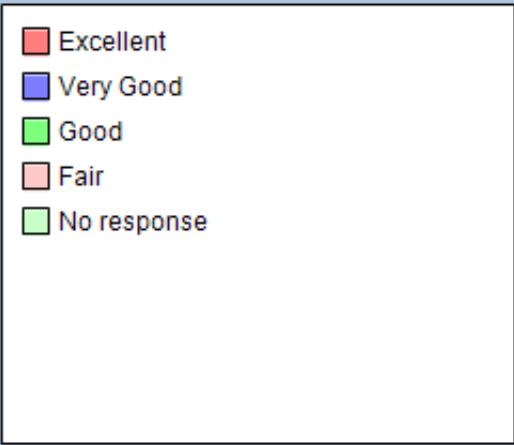 Excellent
Very Good
Good
Fair
No response